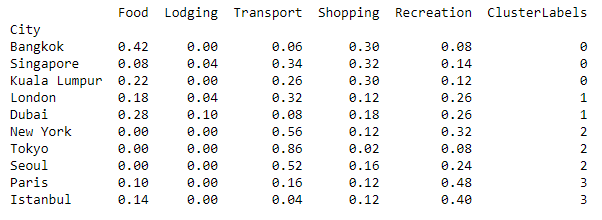 Food Lodging Transport Shopping Recreation ClusterLabels
City
Bangkok 0.42 0.00 0.06 0.30 0.08 0
Singapore 0.08 0.04 0.34 0.32 0.14 0
Kuala Lumpur 0.22 0.00 0.26 0.30 0.12 0
London 0.18 0.04 0.32 0.12 0.26 1
Dubai 0.28 0.10 0.08 0.18 0.26 1
New York 0.00 0.00 0.56 0.12 0.32 2
Tokyo 0.00 0.00 0.86 0.02 0.08 2
Seoul 0.00 0.00 0.52 0.16 0.24 2
Paris 0.10 0.00 0.16 0.12 0.48 3
Istanbul 0.14 0.00 0.04 0.12 0.40 3